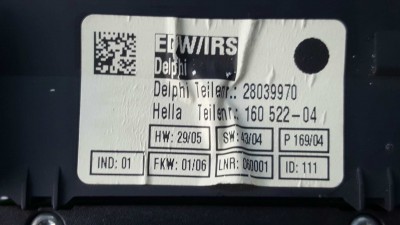 EDW/IRS
Delphi
Delphi Teilenr.: 28039970
Hella Teilenr.: 160 522-04
HW: 29/05 SW: 43/04 P 169/04
IND: 01 FKW: 01/06 LNR: 060001 ID: 111